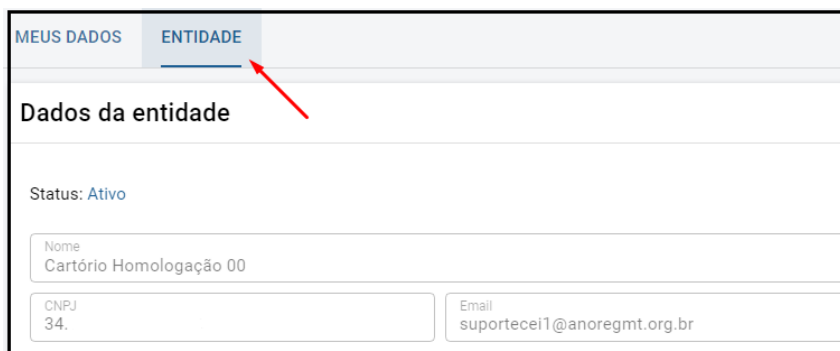 MEUS DADOS ENTIDADE
Dados da entidade
Status: Ativo
Nome
Cartório Homologação 00
CNPJ Email
34. suportecei1@anoregmt.org.br